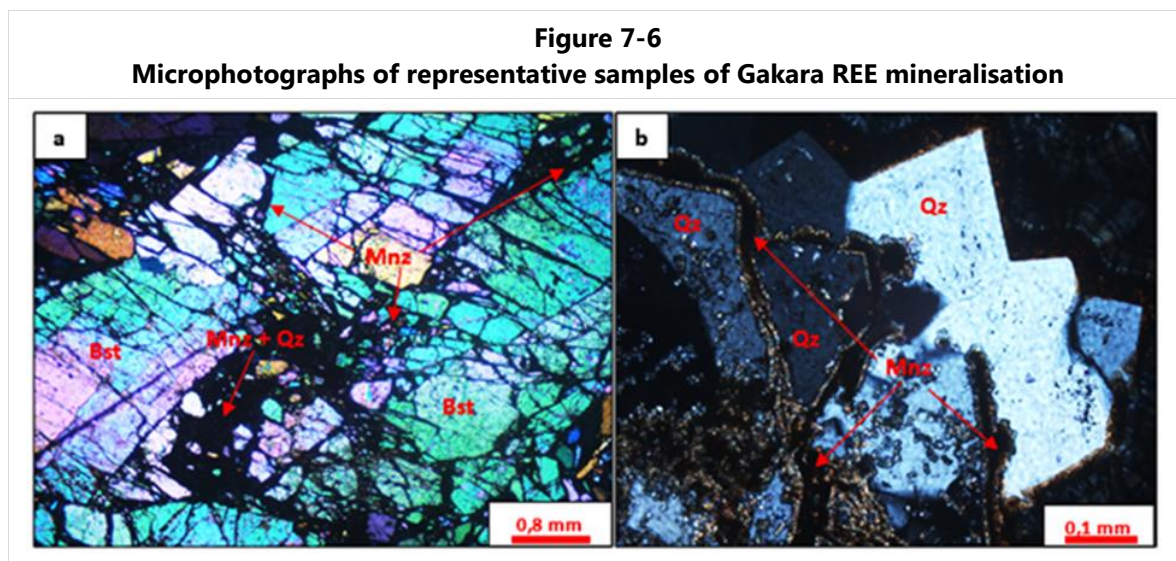 Figure 7-6
Microphotographs of representative samples of Gakara REE mineralisation
a
Mnz
Mnz + Qz
Bst
Bst
0,8 mm
b
Qz
Qz
Qz
Mnz
0,1 mm